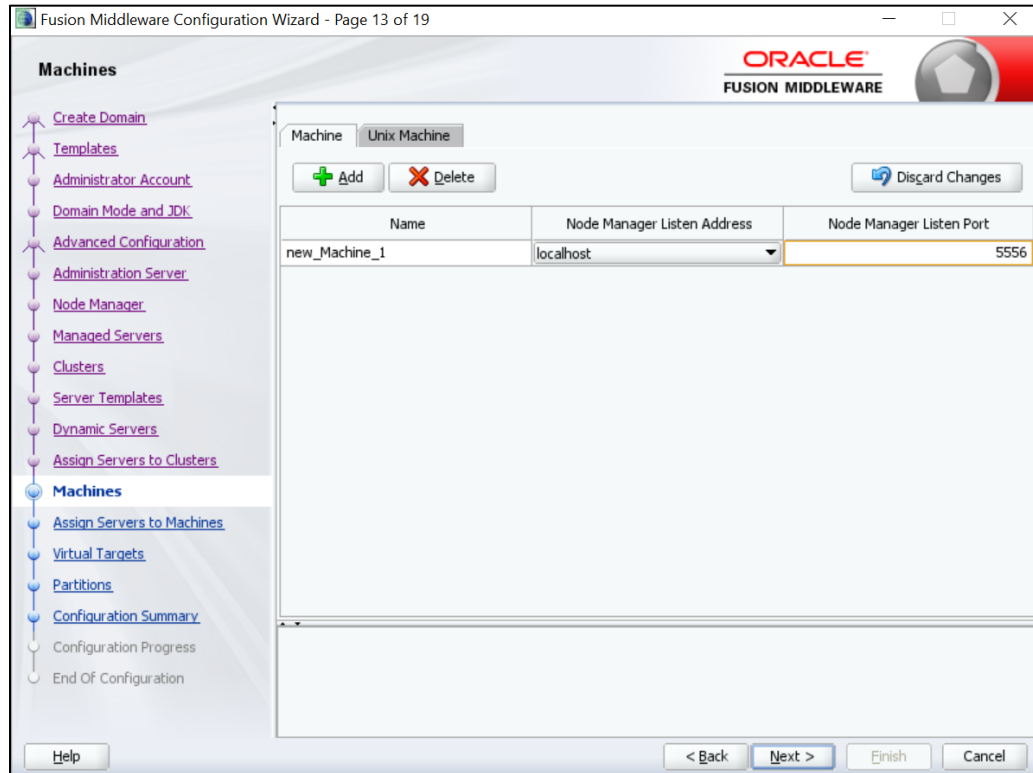 Fusion Middleware Configuration Wizard - Page 13 of 19
Machines
ORACLE
FUSION MIDDLEWARE
Create Domain
Templates
Administrator Account
Domain Mode and JDK
Advanced Configuration
Administration Server
Node Manager
Managed Servers
Clusters
Server Templates
Dynamic Servers
Assign Servers to Clusters
Machines
Assign Servers to Machines
Virtual Targets
Partitions
Configuration Summary
Configuration Progress
End Of Configuration
Machine Unix Machine
Add Delete Discard Changes
Name Node Manager Listen Address Node Manager Listen Port
new_Machine_1 localhost 5556
Help < Back Next > Finish Cancel